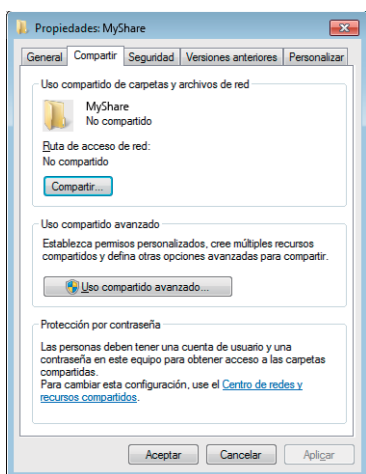 Propiedades: MyShare
General Compartir Seguridad Versiones anteriores Personalizar
Uso compartido de carpetas y archivos de red
MyShare
No compartido
Ruta de acceso de red:
No compartido
Compartir...
Uso compartido avanzado
Establezca permisos personalizados, cree múltiples recursos
compartidos y defina otras opciones avanzadas para compartir.
Uso compartido avanzado...
Protección por contraseña
Las personas deben tener una cuenta de usuario y una
contraseña en este equipo para obtener acceso a las carpetas
compartidas.
Para cambiar esta configuración, use el Centro de redes y
recursos compartidos.
Aceptar Cancelar Aplicar